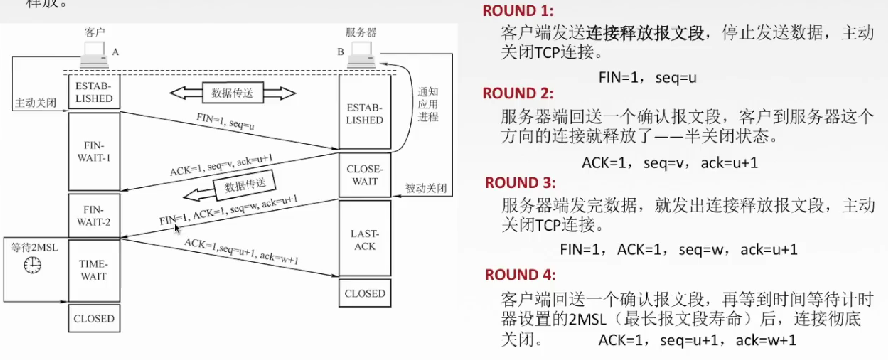 释放。
客户
A
服务器
B
ESTAB-
LISHED
主动关闭
数据传送
ESTAB-
LISHED
通知
应用
进程
FIN=1, seq=u
FIN-
WAIT-1
ACK=1, seq=v, ack=u+1
CLOSE-
WAIT
数据传送
被动关闭
FIN-
WAIT-2
FIN=1, ACK=1, seq=w, ack=u+1
LAST-
ACK
等待2MSL
ACK=1,seq=u+1, ack=w+1
TIME-
WAIT
CLOSED
CLOSED
ROUND 1:
客户端发送连接释放报文段，停止发送数据，主动
关闭TCP连接。
FIN=1，seq=u
ROUND 2:
服务器端回送一个确认报文段，客户到服务器这个
方向的连接就释放了——半关闭状态。
ACK=1，seq=v，ack=u+1
ROUND 3:
服务器端发完数据，就发出连接释放报文段，主动
关闭TCP连接。
FIN=1，ACK=1，seq=w，ack=u+1
ROUND 4:
客户端回送一个确认报文段，再等到时间等待计时
器设置的2MSL（最长报文段寿命）后，连接彻底
关闭。 ACK=1，seq=u+1，ack=w+1